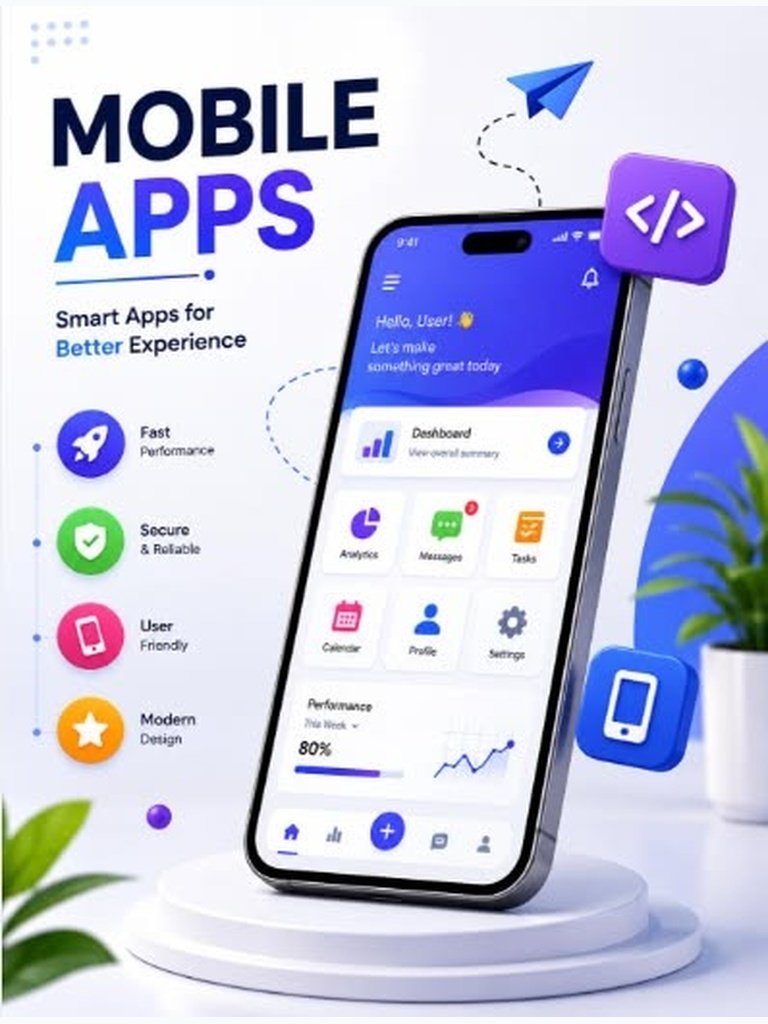 MOBILE
APPS
Smart Apps for
Better Experience
Fast
Performance
Secure
& Reliable
User
Friendly
Modern
Design
9:41
Hello, User! 👋
Let's make
something great today
Dashboard
View overall summary
Analytics
Messages
Tasks
Calendar
Profile
Settings
Performance
This Week
80%